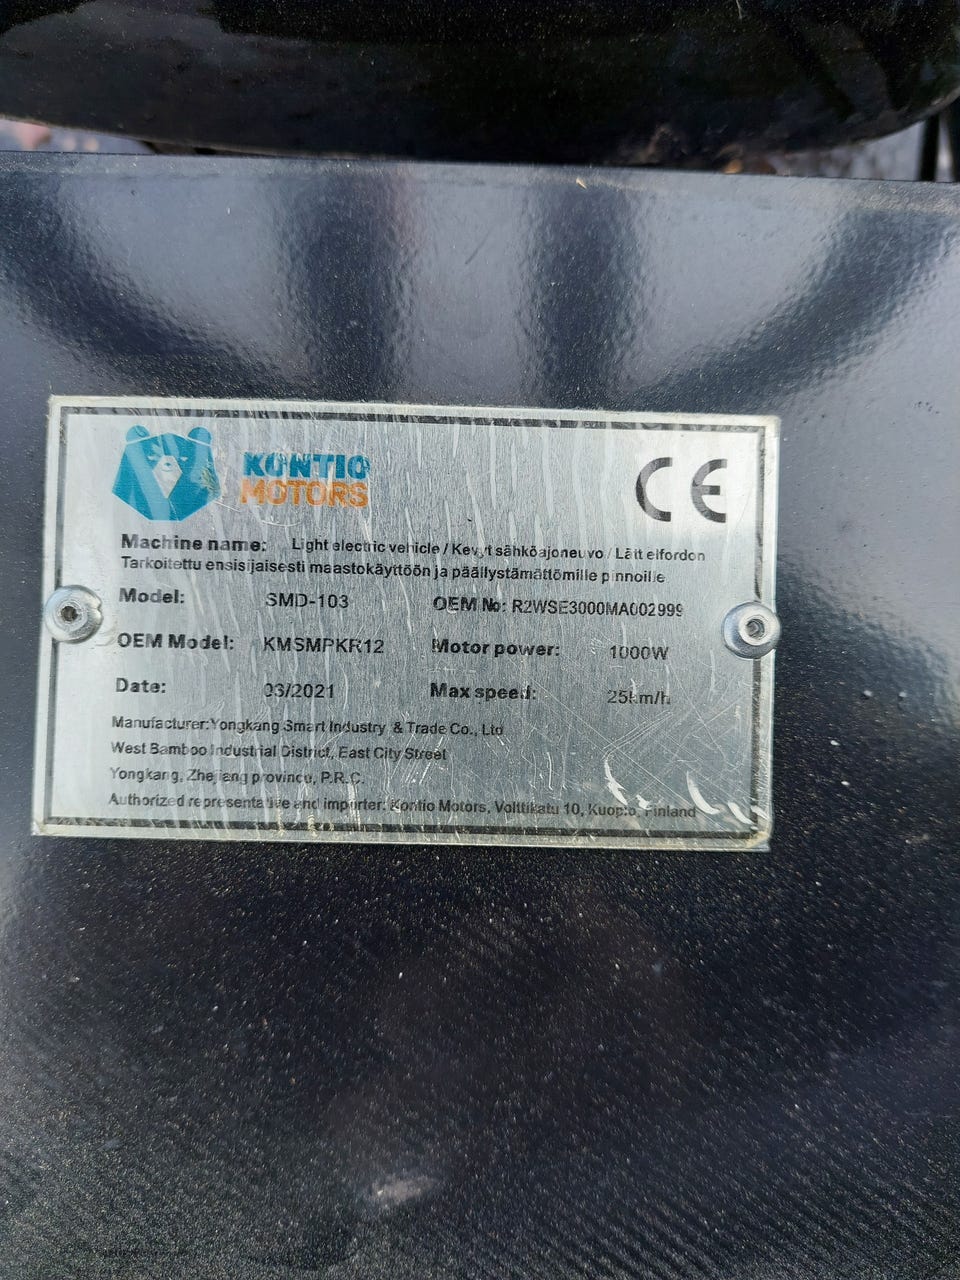 KONTIO
MOTORS
CE
Machine name: Light electric vehicle / Kevyt sähköajoneuvo / Lätt elfordon
Tarkoitettu ensisijaisesti maastokäyttöön ja päällystämättömille pinnoille
Model: SMD-103 OEM No: R2WSE3000MA002999
OEM Model: KMSMPKR12 Motor power: 1000W
Date: 03/2021 Max speed: 25km/h
Manufacturer:Yongkang Smart Industry & Trade Co., Ltd
West Bamboo Industrial District, East City Street
Yongkang, Zhejiang province, P.R.C.
Authorized representative and importer: Kontio Motors, Volttikatu 10, Kuopio, Finland